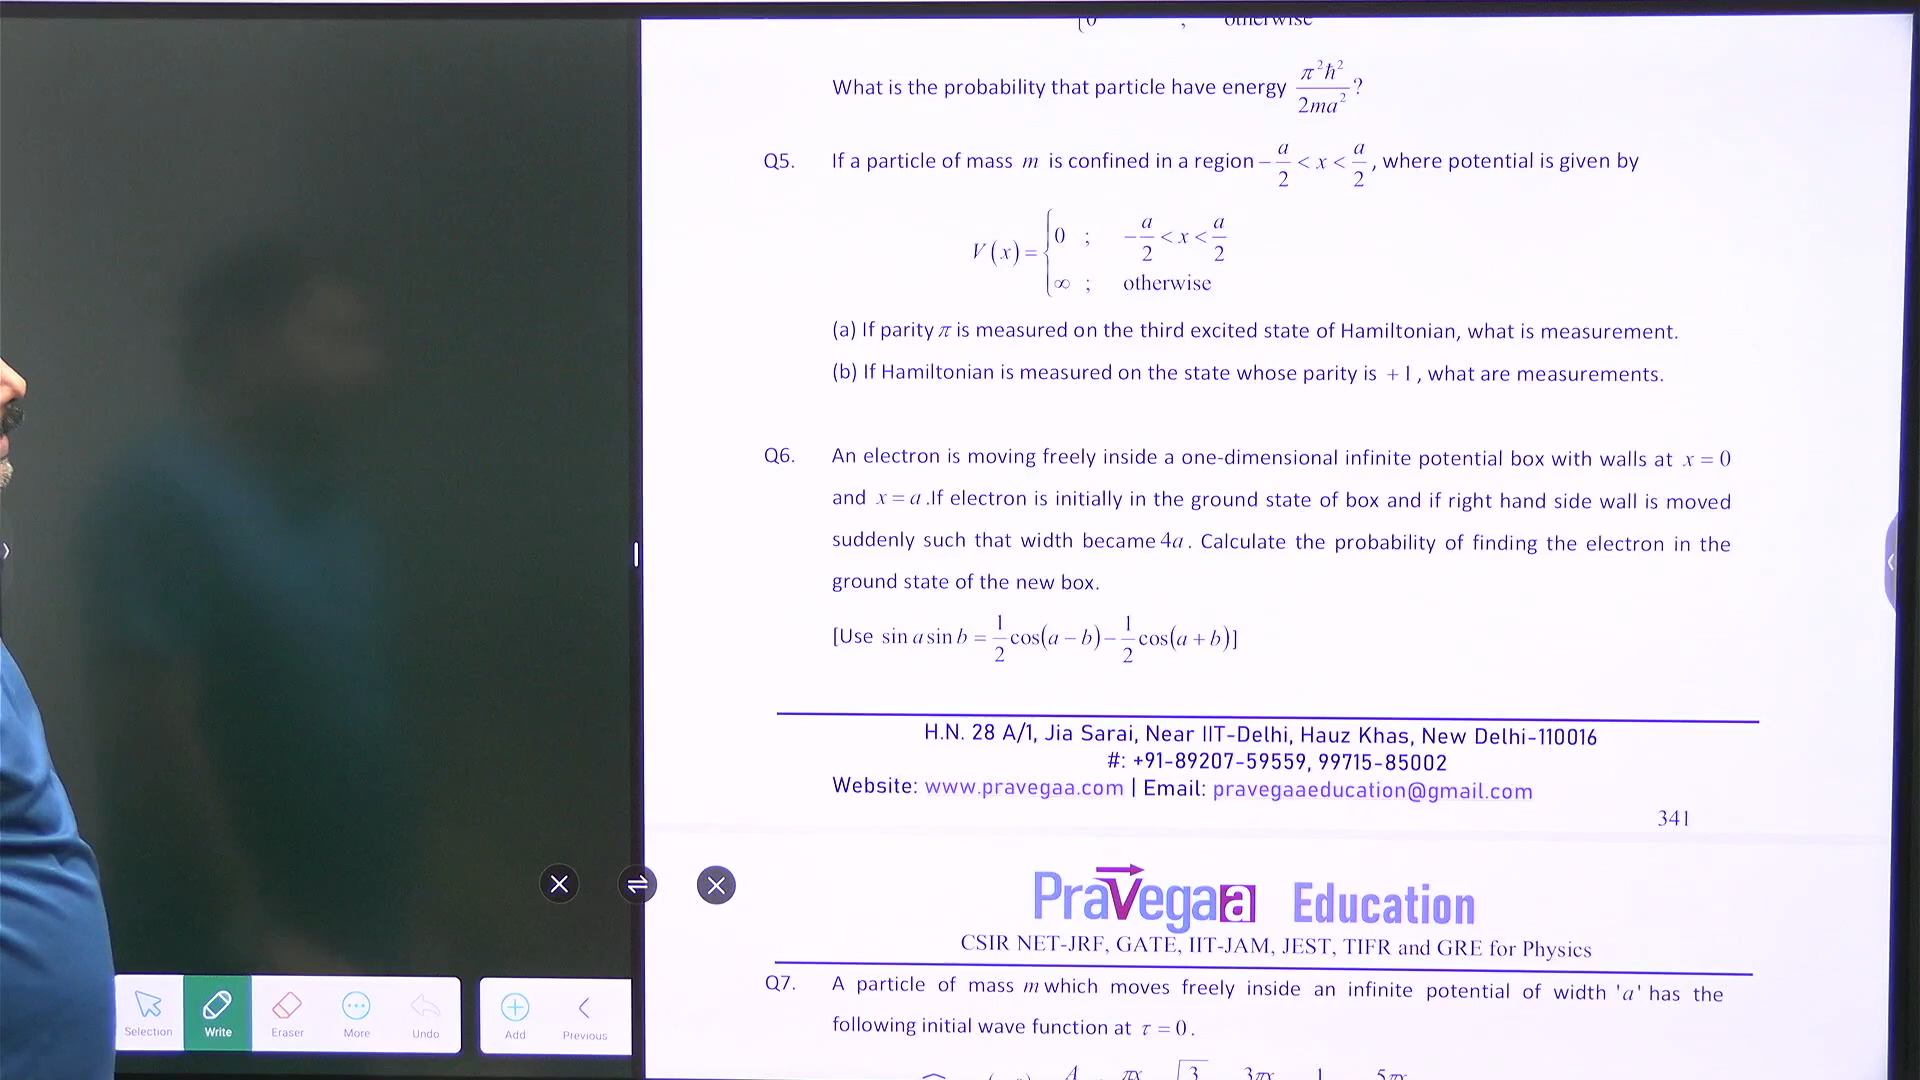 What is the probability that particle have energy π²ħ²/2ma² ?
Q5. If a particle of mass m is confined in a region −a/2 < x < a/2, where potential is given by
V(x) = { 0 ; −a/2 < x < a/2
∞ ; otherwise
(a) If parity π is measured on the third excited state of Hamiltonian, what is measurement.
(b) If Hamiltonian is measured on the state whose parity is +1, what are measurements.
Q6. An electron is moving freely inside a one-dimensional infinite potential box with walls at x = 0
and x = a .If electron is initially in the ground state of box and if right hand side wall is moved
suddenly such that width became 4a. Calculate the probability of finding the electron in the
ground state of the new box.
[Use sin a sin b = 1/2 cos(a − b) − 1/2 cos(a + b)]
H.N. 28 A/1, Jia Sarai, Near IIT-Delhi, Hauz Khas, New Delhi-110016
#: +91-89207-59559, 99715-85002
Website: www.pravegaa.com | Email: pravegaaeducation@gmail.com
341
Pravegaa Education
CSIR NET-JRF, GATE, IIT-JAM, JEST, TIFR and GRE for Physics
Q7. A particle of mass m which moves freely inside an infinite potential of width 'a' has the
following initial wave function at τ = 0.
Selection Write Eraser More Undo Add Previous